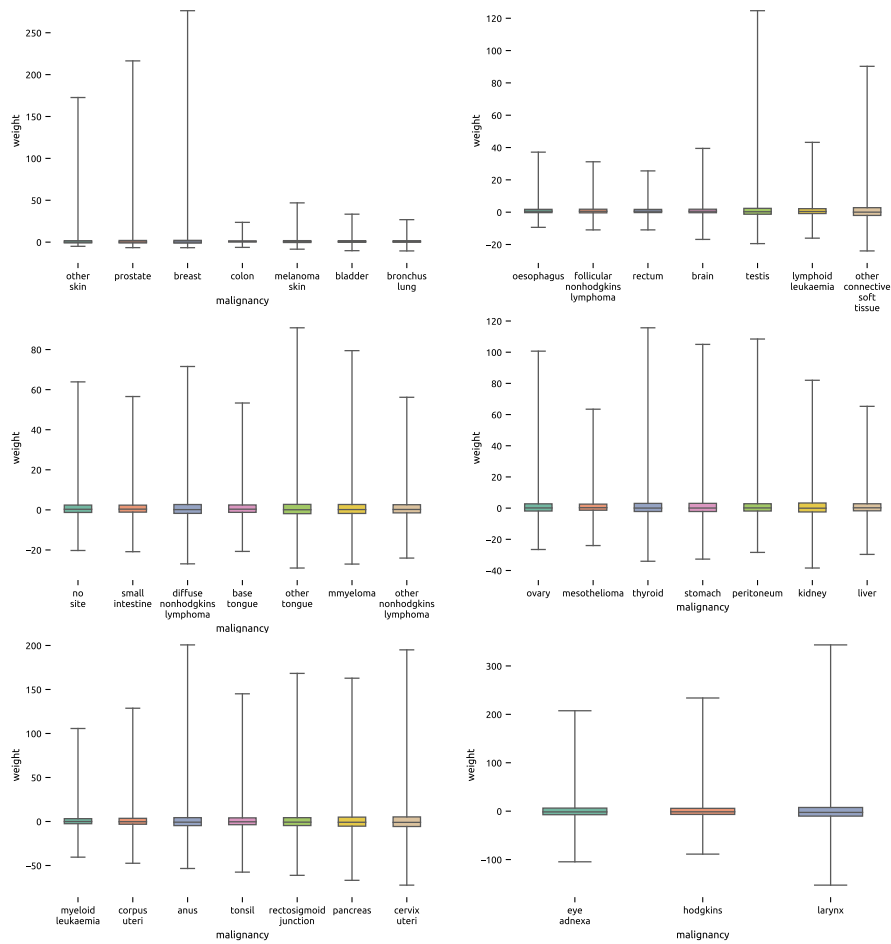 250
200
150
100
50
0
weight
other prostate breast colon melanoma bladder bronchus
skin skin lung
malignancy
120
100
80
60
40
20
0
−20
weight
oesophagus follicular rectum brain testis lymphoid other
nonhodgkins leukaemia connective
lymphoma soft
tissue
80
60
40
20
0
−20
weight
no small diffuse base other mmyeloma other
site intestine nonhodgkins tongue tongue nonhodgkins
lymphoma lymphoma
malignancy
120
100
80
60
40
20
0
−20
−40
weight
ovary mesothelioma thyroid stomach peritoneum kidney liver
malignancy
200
150
100
50
0
−50
weight
myeloid corpus anus tonsil rectosigmoid pancreas cervix
leukaemia uteri junction uteri
malignancy
300
200
100
0
−100
weight
eye hodgkins larynx
adnexa
malignancy